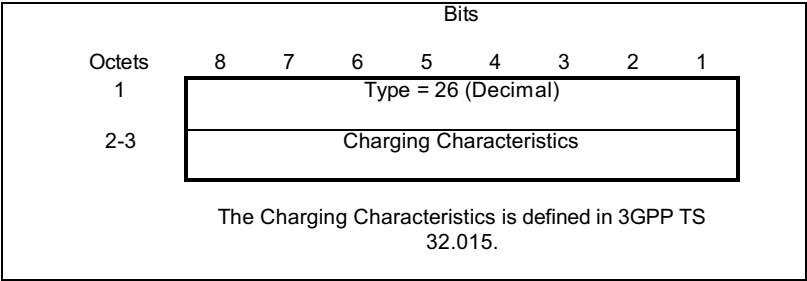 Bits
Octets 8 7 6 5 4 3 2 1
1 Type = 26 (Decimal)
2-3 Charging Characteristics
The Charging Characteristics is defined in 3GPP TS
32.015.